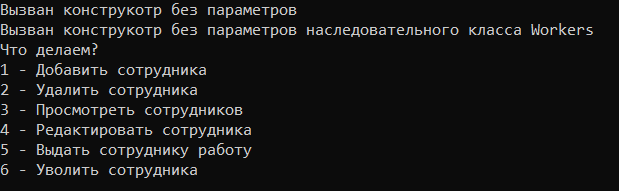 Вызван конструкотр без параметров
Вызван конструкотр без параметров наследовательного класса Workers
Что делаем?
1 - Добавить сотрудника
2 - Удалить сотрудника
3 - Просмотреть сотрудников
4 - Редактировать сотрудника
5 - Выдать сотруднику работу
6 - Уволить сотрудника